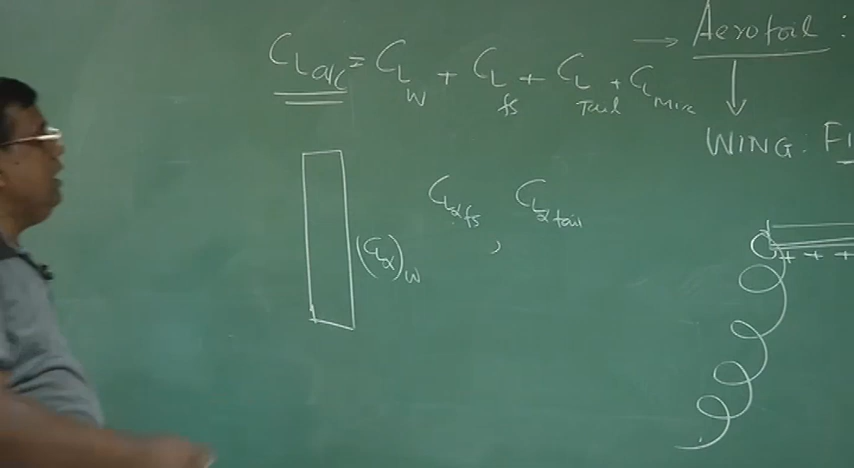 C_L a/c = C_L W + C_L fs + C_L Tail + C_L Misc
→ Aerofoil :
WING : FI
(C_Lα)_W
C_Lα fs , C_Lα tail
+ + +